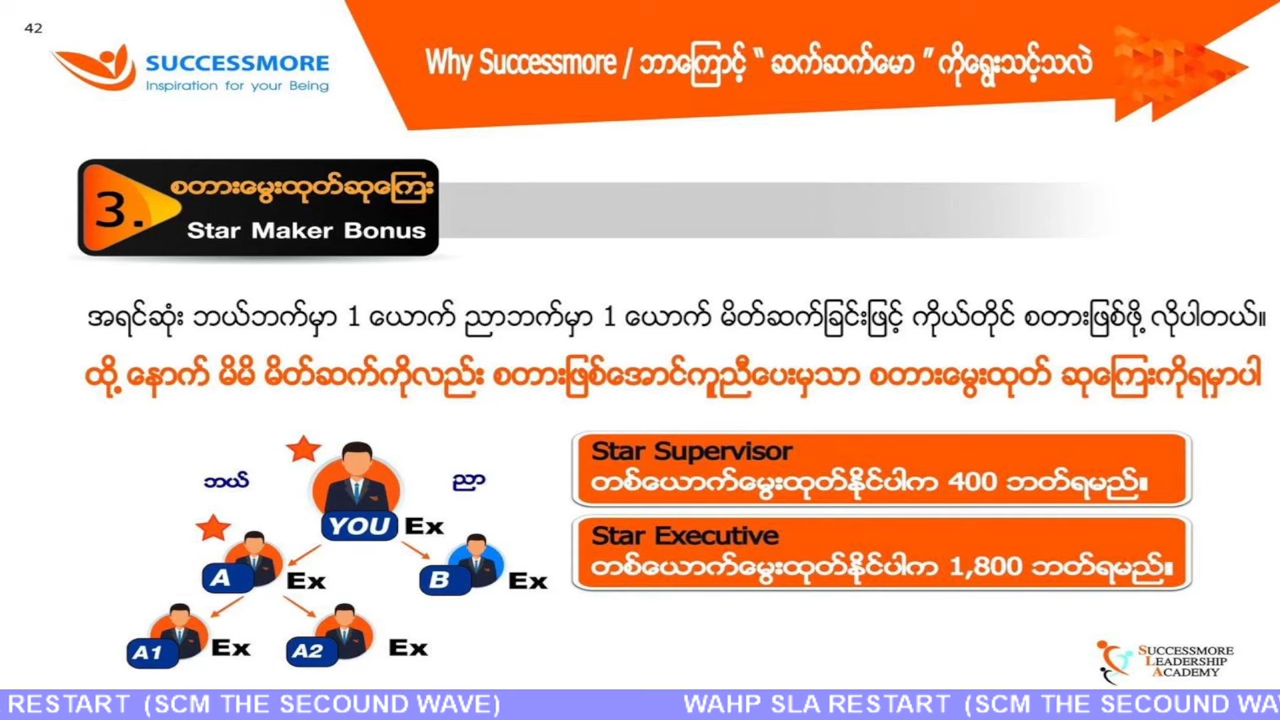 42
SUCCESSMORE
Inspiration for your Being
Why Successmore / ဘာကြောင့် “ ဆက်ဆက်မော ” ကိုရွေးသင့်သလဲ
3.
စတားမွေးထုတ်ဆုကြေး
Star Maker Bonus
အရင်ဆုံး ဘယ်ဘက်မှာ 1 ယောက် ညာဘက်မှာ 1 ယောက် မိတ်ဆက်ခြင်းဖြင့် ကိုယ်တိုင် စတားဖြစ်ဖို့ လိုပါတယ်။
ထို့ နောက် မိမိ မိတ်ဆက်ကိုလည်း စတားဖြစ်အောင်ကူညီပေးမှသာ စတားမွေးထုတ် ဆုကြေးကိုရမှာပါ
ဘယ်
ညာ
YOU Ex
A Ex
B Ex
A1 Ex
A2 Ex
Star Supervisor
တစ်ယောက်မွေးထုတ်နိုင်ပါက 400 ဘတ်ရမည်။
Star Executive
တစ်ယောက်မွေးထုတ်နိုင်ပါက 1,800 ဘတ်ရမည်။
SUCCESSMORE
LEADERSHIP
ACADEMY
RESTART (SCM THE SECOUND WAVE) WAHP SLA RESTART (SCM THE SECOUND WA